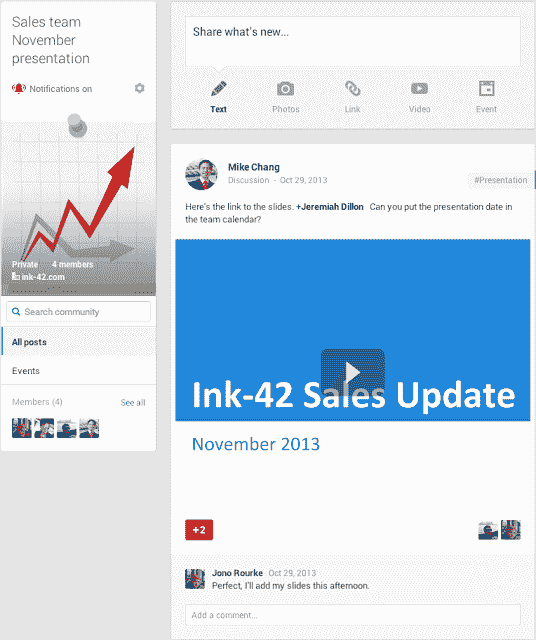 Sales team
November
presentation
Notifications on
Private 4 members
ink-42.com
Search community
All posts
Events
Members (4) See all
Share what's new...
Text Photos Link Video Event
Mike Chang
Discussion - Oct 29, 2013
#Presentation
Here's the link to the slides. +Jeremiah Dillon Can you put the presentation date in
the team calendar?
Ink-42 Sales Update
November 2013
+2
Jono Rourke Oct 29, 2013
Perfect, I'll add my slides this afternoon.
Add a comment...